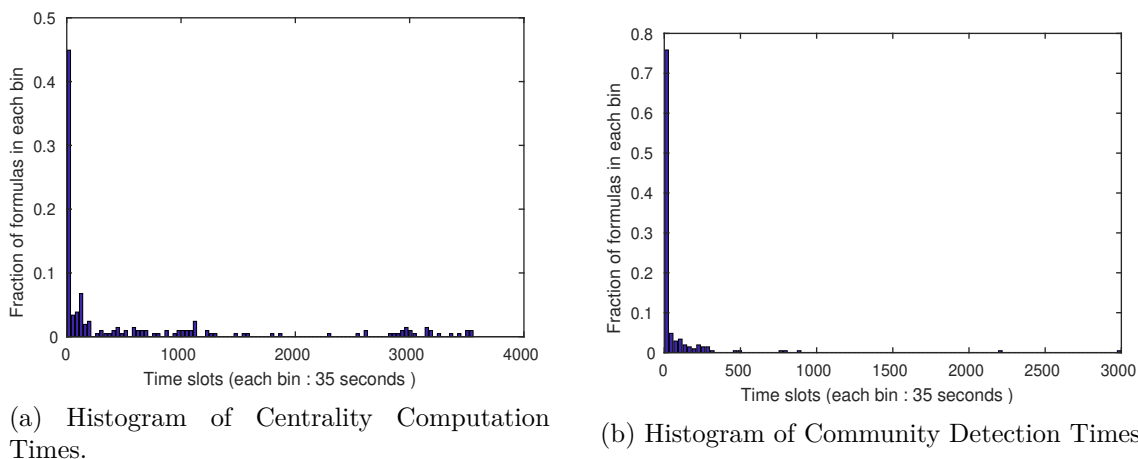 0.5
0.4
0.3
0.2
0.1
0
Fraction of formulas in each bin
0 1000 2000 3000 4000
Time slots (each bin : 35 seconds )
(a) Histogram of Centrality Computation
Times.
0.8
0.7
0.6
0.5
0.4
0.3
0.2
0.1
0
Fraction of formulas in each bin
0 500 1000 1500 2000 2500 3000
Time slots (each bin : 35 seconds )
(b) Histogram of Community Detection Times